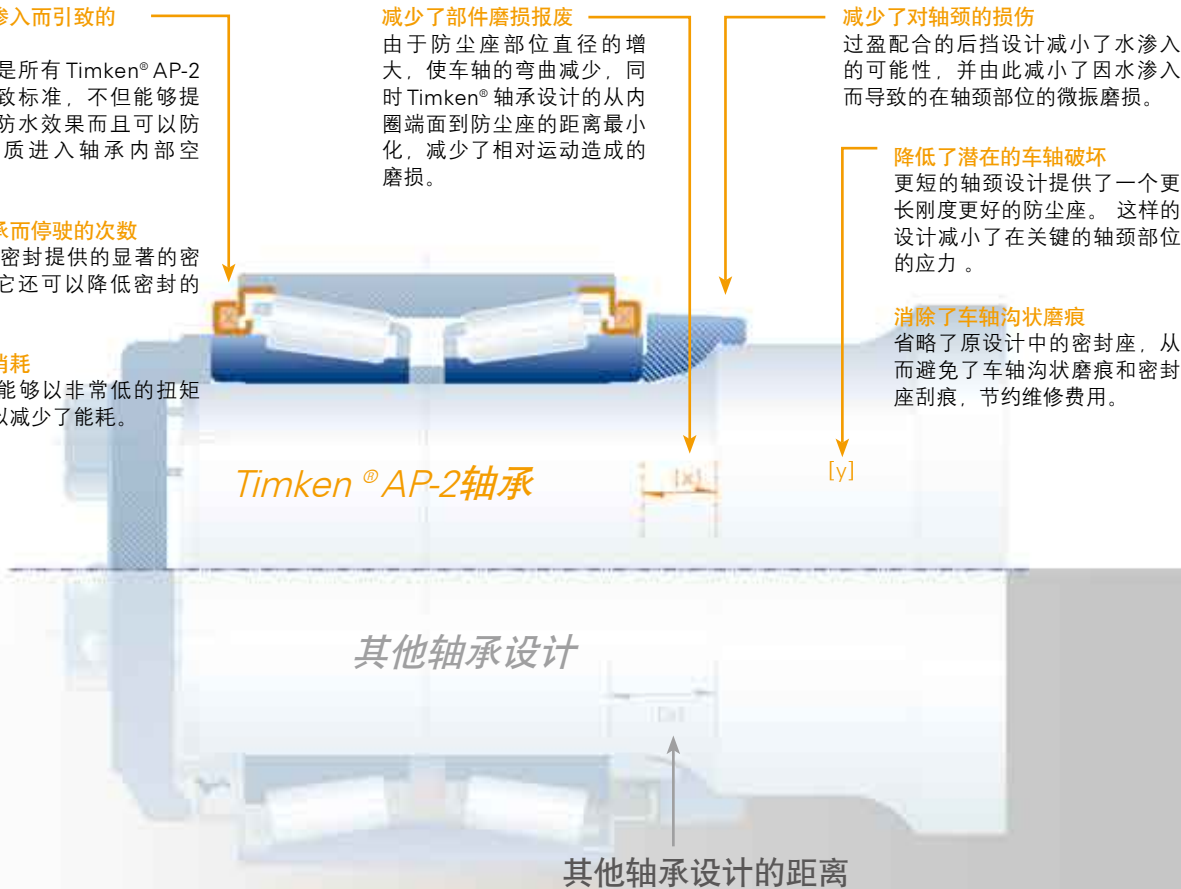 渗入而引致的
是所有 Timken® AP-2
致标准，不但能够提
防水效果而且可以防
质进入轴承内部空
承而停驶的次数
密封提供的显著的密
它还可以降低密封的
消耗
能够以非常低的扭矩
以减少了能耗。
减少了部件磨损报废
由于防尘座部位直径的增
大，使车轴的弯曲减少，同
时 Timken® 轴承设计的从内
圈端面到防尘座的距离最小
化，减少了相对运动造成的
磨损。
减少了对轴颈的损伤
过盈配合的后挡设计减小了水渗入
的可能性，并由此减小了因水渗入
而导致的在轴颈部位的微振磨损。
降低了潜在的车轴破坏
更短的轴颈设计提供了一个更
长刚度更好的防尘座。 这样的
设计减小了在关键的轴颈部位
的应力 。
消除了车轴沟状磨痕
省略了原设计中的密封座，从
而避免了车轴沟状磨痕和密封
座刮痕，节约维修费用。
Timken ® AP-2轴承
[x]
[y]
其他轴承设计
其他轴承设计的距离